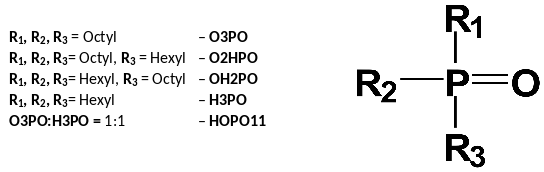 R₁, R₂, R₃ = Octyl – O3PO
R₁, R₂, R₃= Octyl, R₃ = Hexyl – O2HPO
R₁, R₂, R₃= Hexyl, R₃ = Octyl – OH2PO
R₁, R₂, R₃= Hexyl – H3PO
O3PO:H3PO = 1:1 – HOPO11
R₁
R₂ P O
R₃